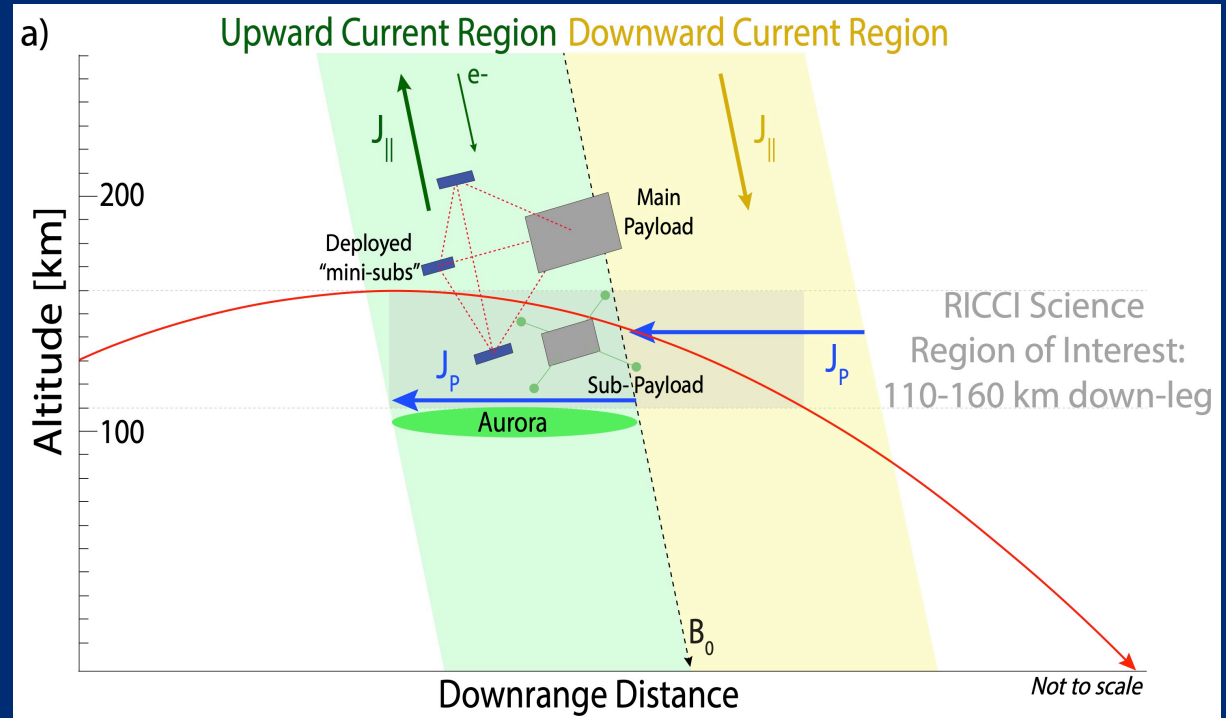 a)
Upward Current Region Downward Current Region
e-
J||
J||
200
Main
Payload
Deployed
“mini-subs”
RICCI Science
Region of Interest:
110-160 km down-leg
JP
JP
Sub-Payload
Aurora
100
Altitude [km]
B0
Downrange Distance
Not to scale